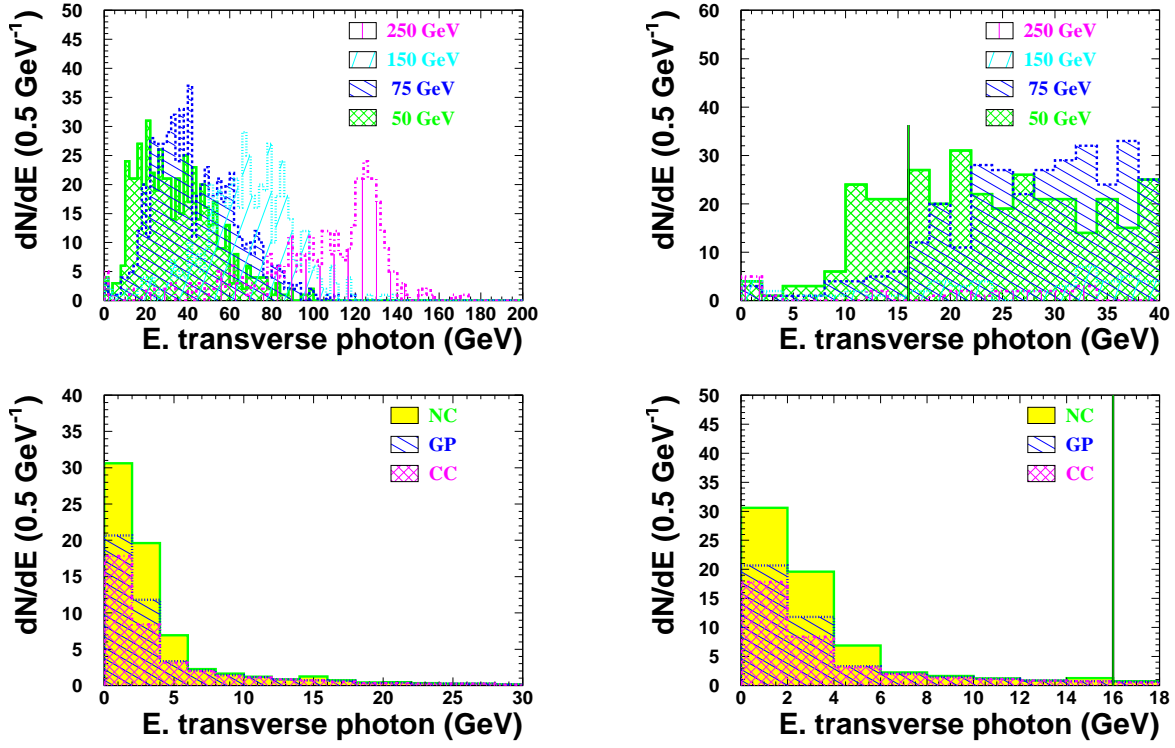 dN/dE (0.5 GeV-1)
50
45
40
35
30
25
20
15
10
5
0
250 GeV
150 GeV
75 GeV
50 GeV
0 20 40 60 80 100 120 140 160 180 200
E. transverse photon (GeV)
dN/dE (0.5 GeV-1)
60
50
40
30
20
10
0
250 GeV
150 GeV
75 GeV
50 GeV
0 5 10 15 20 25 30 35 40
E. transverse photon (GeV)
dN/dE (0.5 GeV-1)
40
35
30
25
20
15
10
5
0
NC
GP
CC
0 5 10 15 20 25 30
E. transverse photon (GeV)
dN/dE (0.5 GeV-1)
50
45
40
35
30
25
20
15
10
5
0
NC
GP
CC
0 2 4 6 8 10 12 14 16 18
E. transverse photon (GeV)